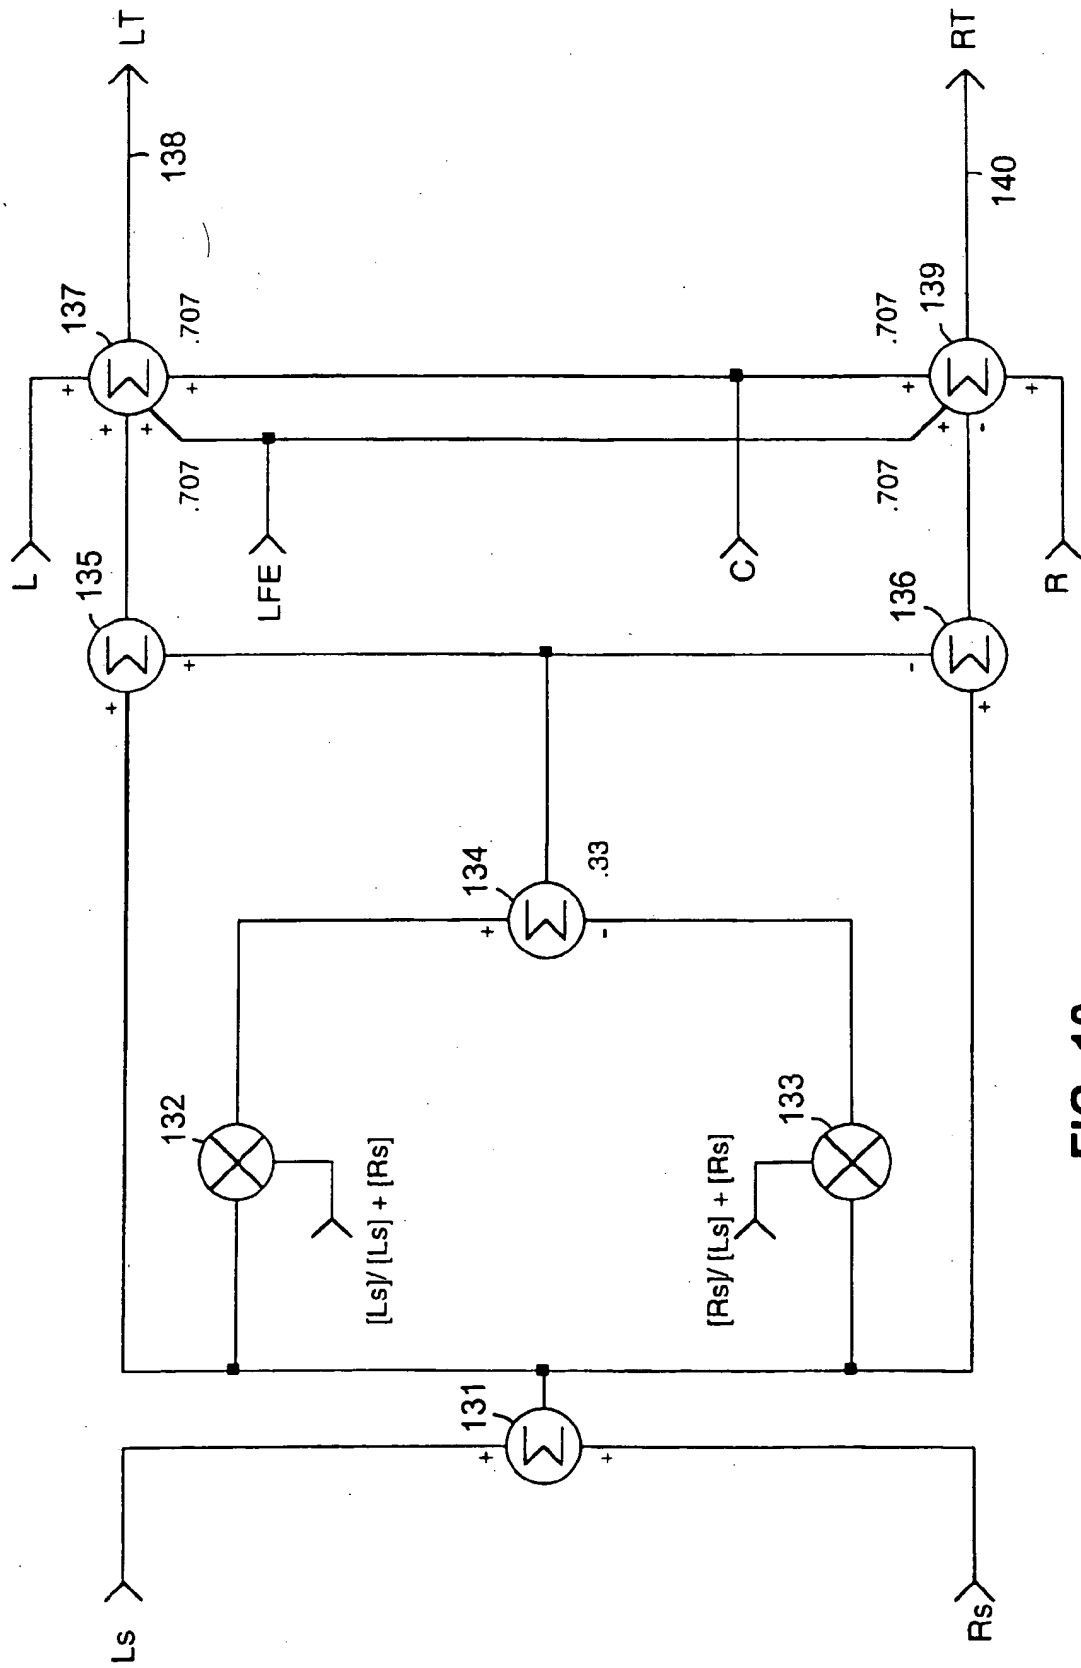 Ls
Rs
131
+
+
132
[Ls]/ [Ls] + [Rs]
133
[Rs]/ [Ls] + [Rs]
134
+
-
.33
135
+
+
136
-
+
L
LFE
C
R
137
+
+
+
+
.707
.707
139
+
+
-
+
.707
.707
138
LT
140
RT
FIG.